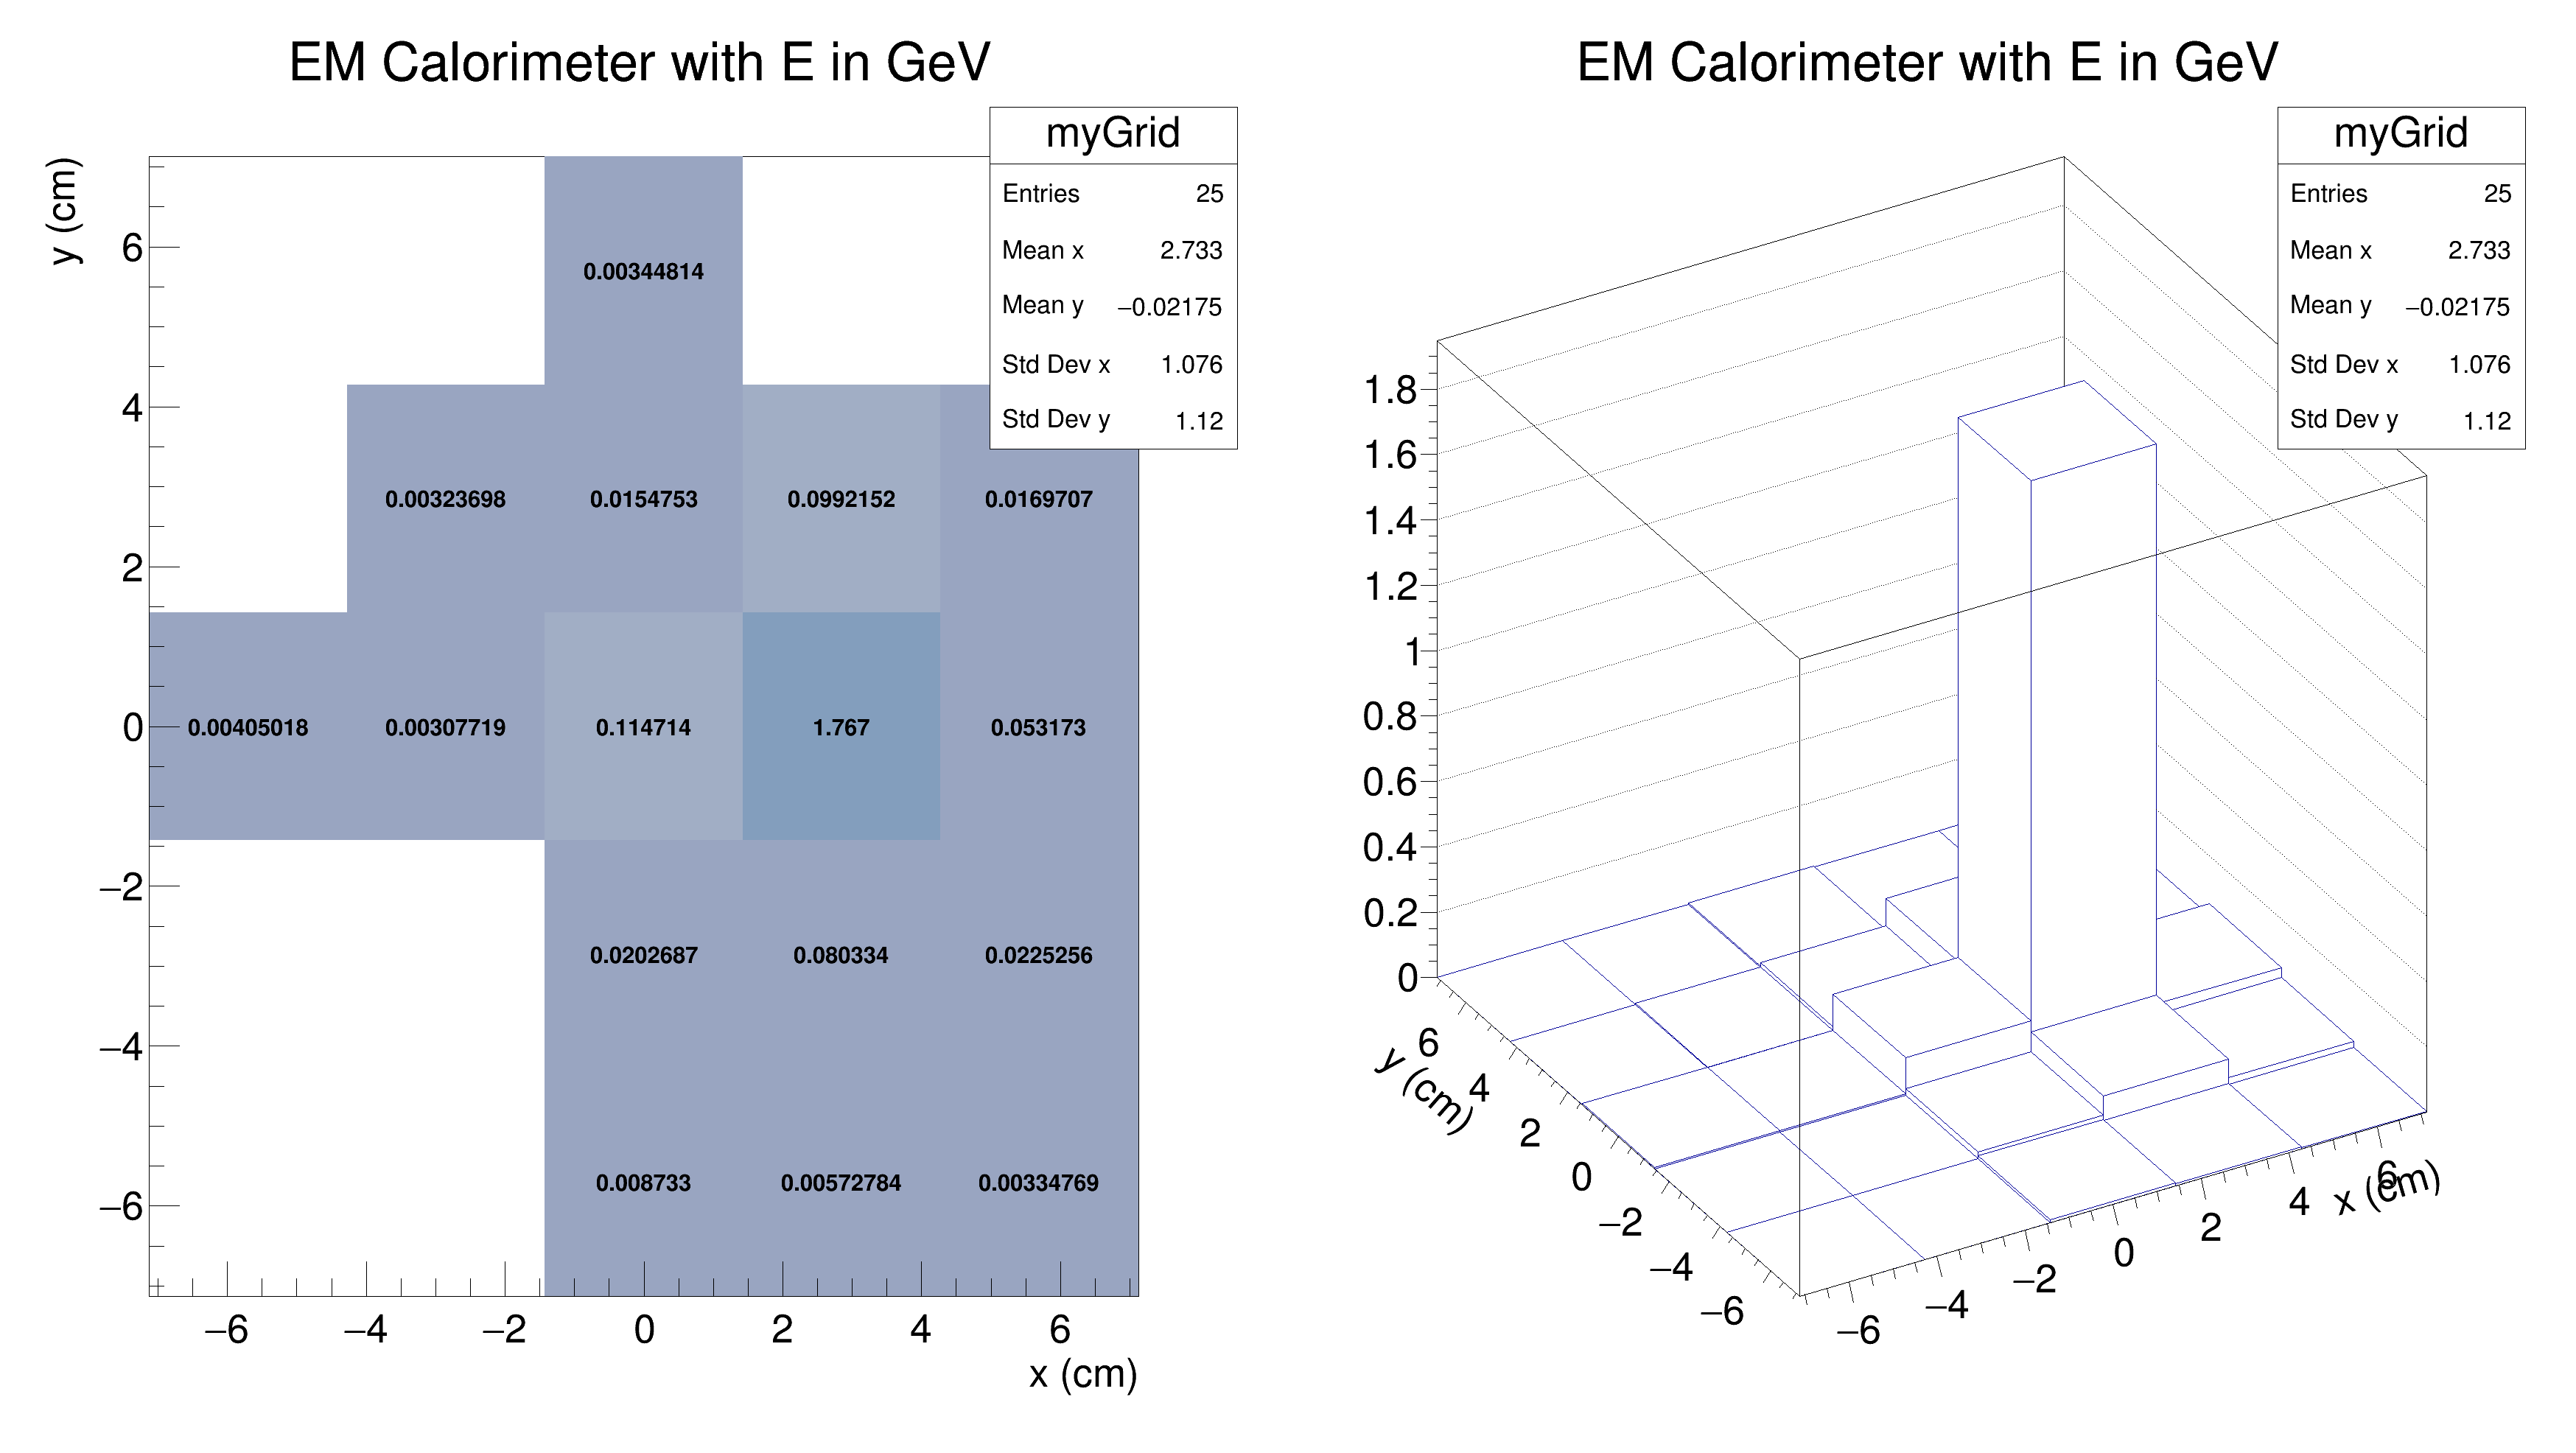 EM Calorimeter with E in GeV
myGrid
Entries 25
Mean x 2.733
Mean y −0.02175
Std Dev x 1.076
Std Dev y 1.12
y (cm)
6
4
2
0
−2
−4
−6
0.00344814
0.00323698 0.0154753 0.0992152 0.0169707
0.00405018 0.00307719 0.114714 1.767 0.053173
0.0202687 0.080334 0.0225256
0.008733 0.00572784 0.00334769
−6 −4 −2 0 2 4 6
x (cm)
EM Calorimeter with E in GeV
myGrid
Entries 25
Mean x 2.733
Mean y −0.02175
Std Dev x 1.076
Std Dev y 1.12
1.8
1.6
1.4
1.2
1
0.8
0.6
0.4
0.2
0
y (cm)
6
4
2
0
−2
−4
−6
−6 −4 −2 0 2 4 6
x (cm)